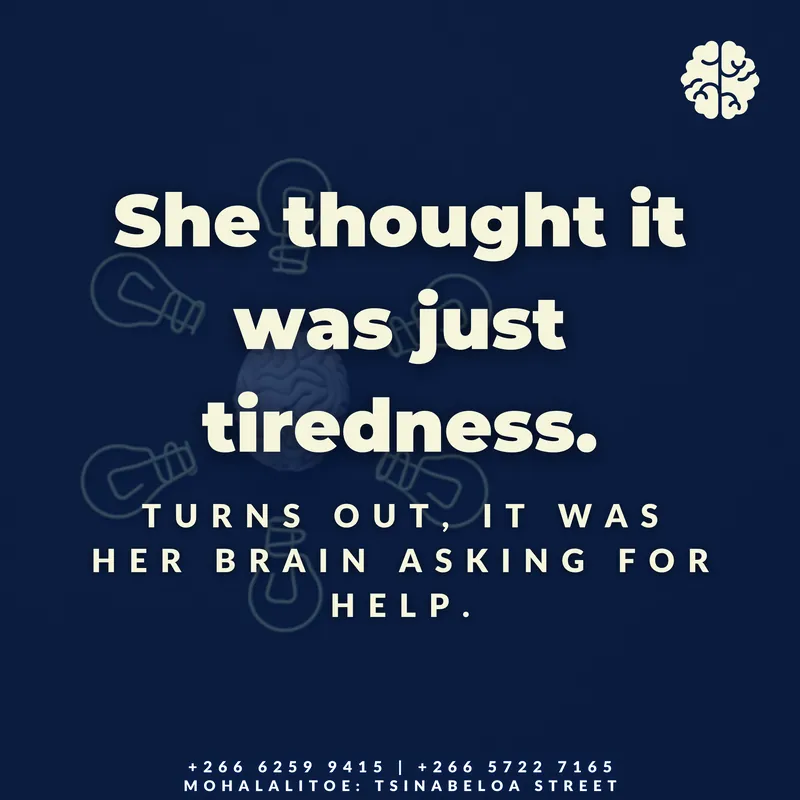 She thought it
was just
tiredness.
TURNS OUT, IT WAS
HER BRAIN ASKING FOR
HELP.
+266 6259 9415 | +266 5722 7165
MOHALALITOE: TSINABELOA STREET